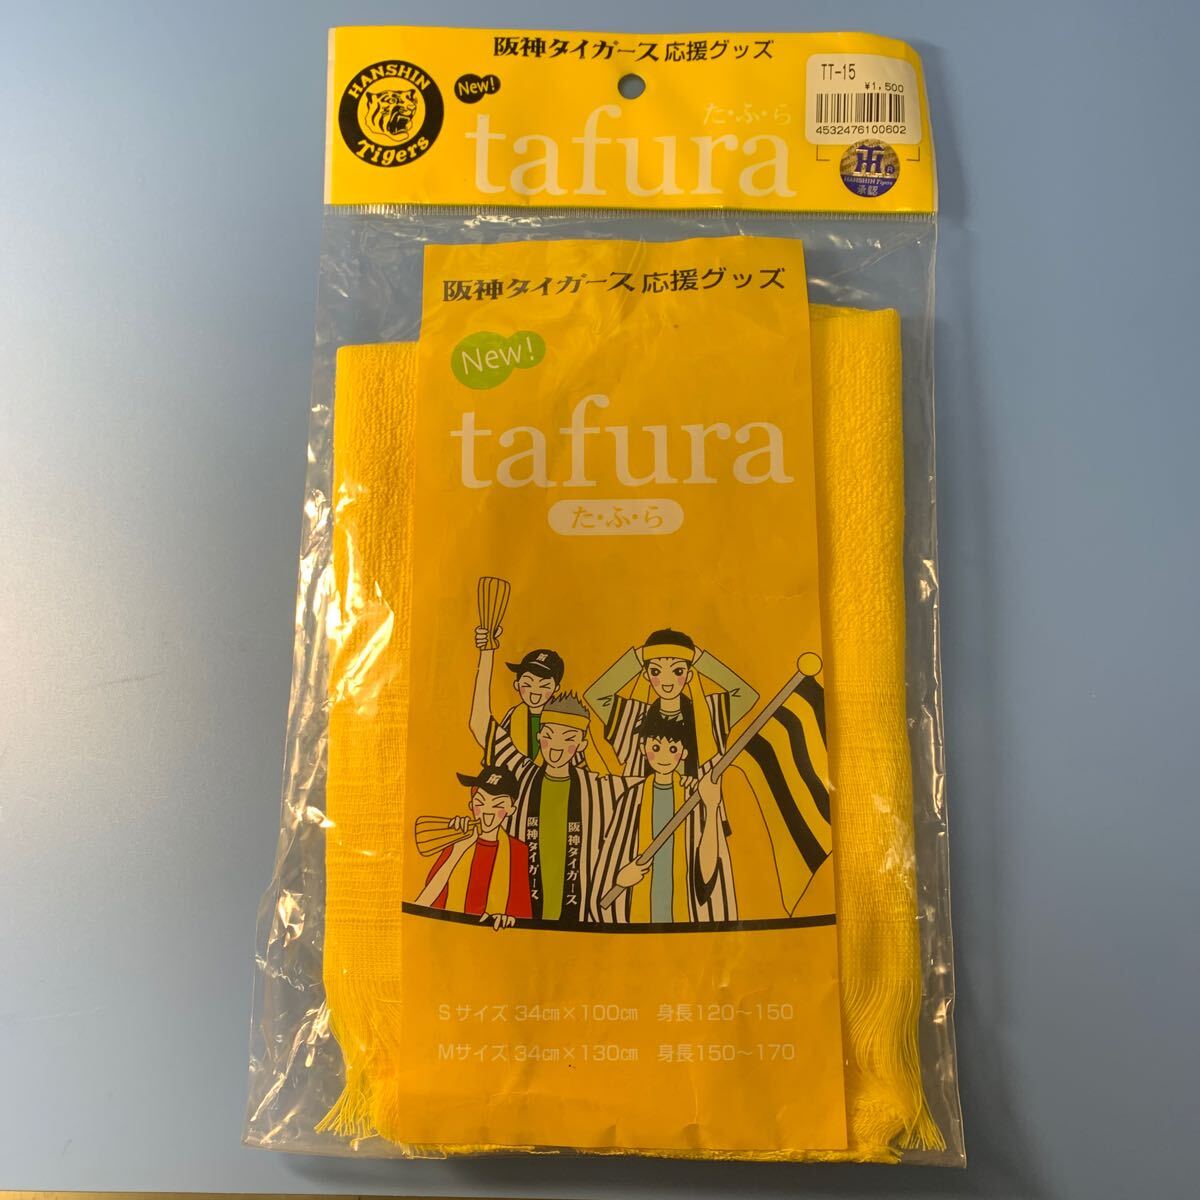 阪神タイガース応援グッズ
HANSHIN
Tigers
New!
た・ふ・ら
tafura
TT-15
¥1,500
4532476100602
HANSHIN Tigers
承認
阪神タイガース応援グッズ
New!
tafura
た・ふ・ら
阪神タイガース
阪神タイガース
Sサイズ 34㎝×100㎝ 身長120〜150
Mサイズ 34㎝×130㎝ 身長150〜170